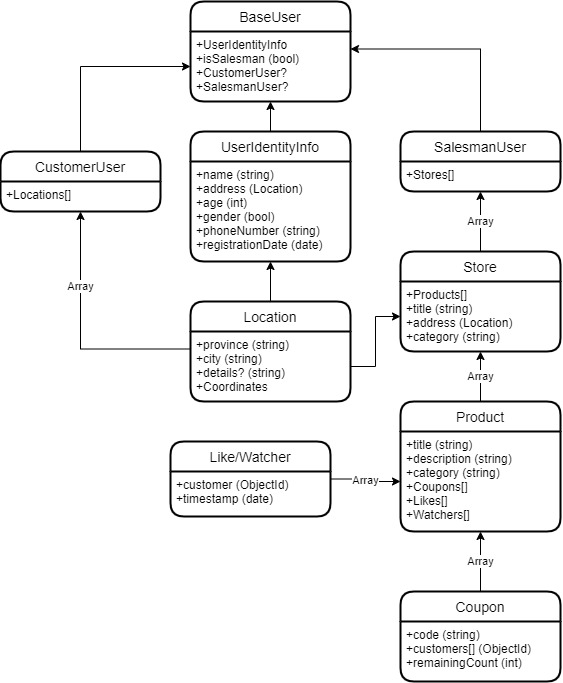 BaseUser
+UserIdentityInfo
+isSalesman (bool)
+CustomerUser?
+SalesmanUser?
UserIdentityInfo
+name (string)
+address (Location)
+age (int)
+gender (bool)
+phoneNumber (string)
+registrationDate (date)
SalesmanUser
+Stores[]
CustomerUser
+Locations[]
Array
Array
Store
+Products[]
+title (string)
+address (Location)
+category (string)
Location
+province (string)
+city (string)
+details? (string)
+Coordinates
Array
Product
+title (string)
+description (string)
+category (string)
+Coupons[]
+Likes[]
+Watchers[]
Like/Watcher
+customer (ObjectId)
+timestamp (date)
Array
Array
Coupon
+code (string)
+customers[] (ObjectId)
+remainingCount (int)